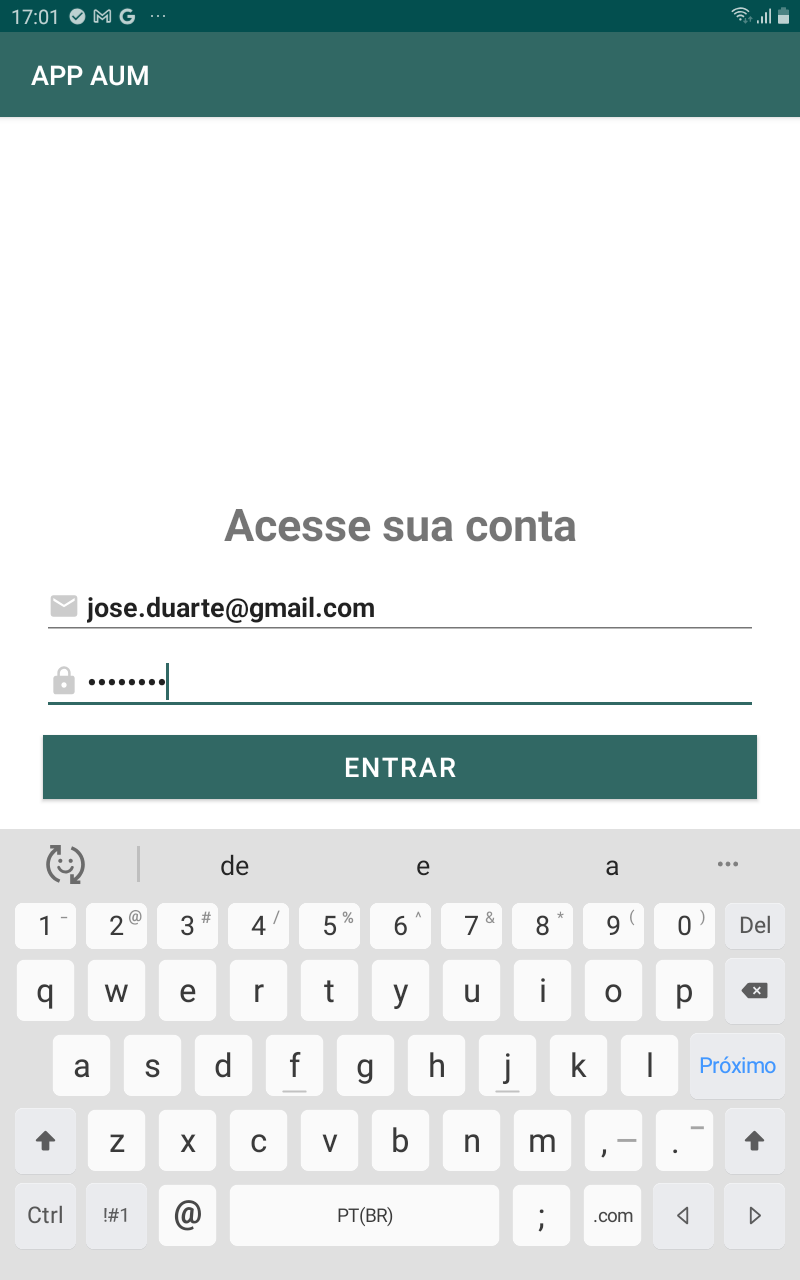 17:01
APP AUM
Acesse sua conta
jose.duarte@gmail.com
••••••••
ENTRAR
de e a
1 - 2 @ 3 # 4 / 5 % 6 ^ 7 & 8 * 9 ( 0 ) Del
q w e r t y u i o p
a s d f g h j k l Próximo
z x c v b n m , — . –
Ctrl !#1 @ PT(BR) ; .com